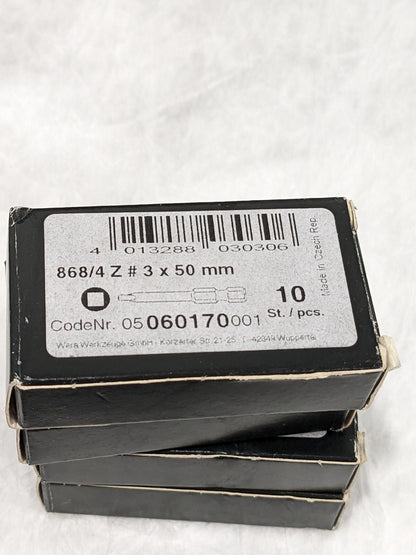 4 013288 030306
868/4 Z # 3 x 50 mm
10
St. / pcs.
CodeNr. 05 060170 001
Wera Werkzeuge GmbH - Korzerter Str. 21-25 42349 Wuppertal
Made in Czech Rep.